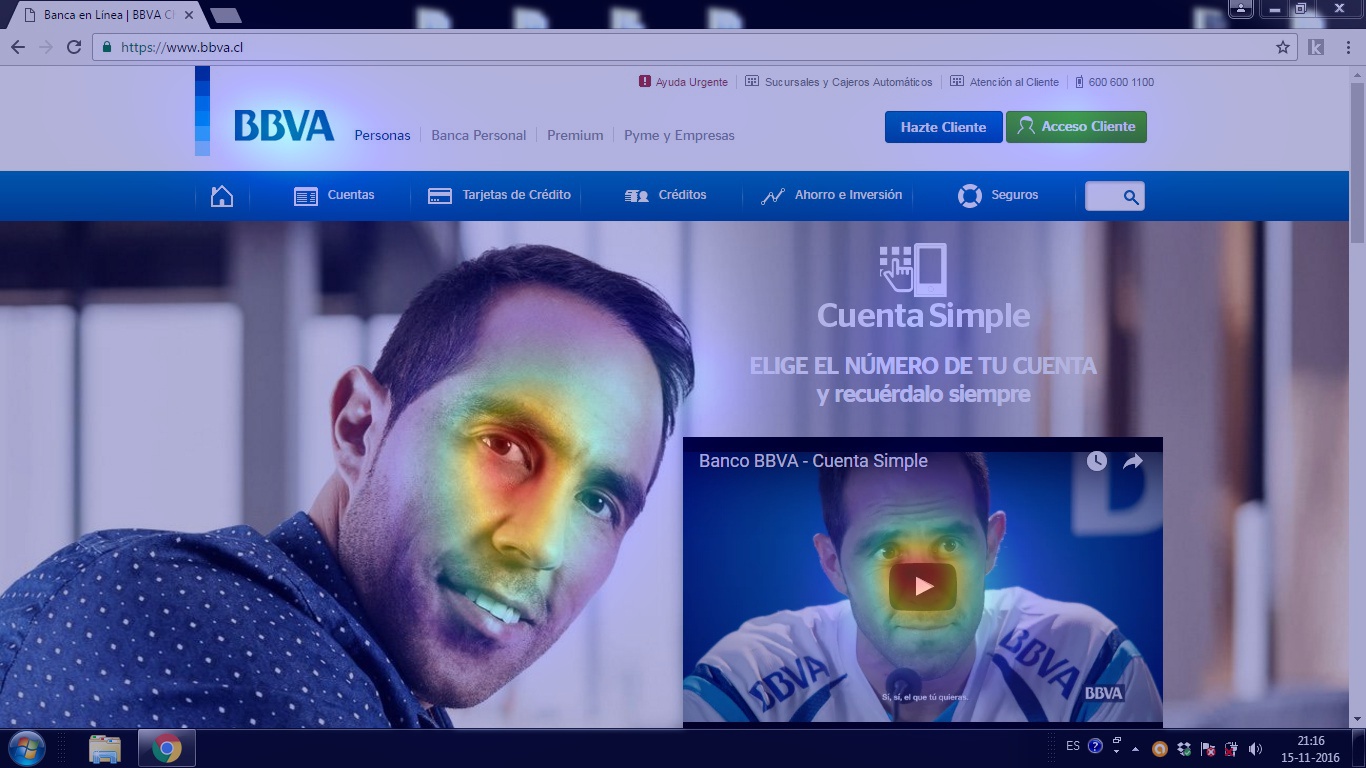 Banca en Línea | BBVA C
https://www.bbva.cl
Ayuda Urgente
Sucursales y Cajeros Automáticos
Atención al Cliente
600 600 1100
BBVA
Personas
Banca Personal
Premium
Pyme y Empresas
Hazte Cliente
Acceso Cliente
Cuentas
Tarjetas de Crédito
Créditos
Ahorro e Inversión
Seguros
Cuenta Simple
ELIGE EL NÚMERO DE TU CUENTA
y recuérdalo siempre
Banco BBVA - Cuenta Simple
BBVA
BBVA
Sí, sí, el que tú quieras.
BBVA
ES
21:16
15-11-2016